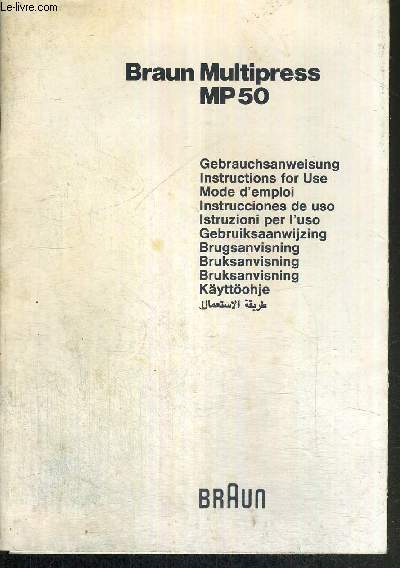 Le-livre.com
Braun Multipress
MP 50
Gebrauchsanweisung
Instructions for Use
Mode d'emploi
Instrucciones de uso
Istruzioni per l'uso
Gebruiksaanwijzing
Brugsanvisning
Bruksanvisning
Bruksanvisning
Käyttöohje
طريقة الاستعمال
BRAUN